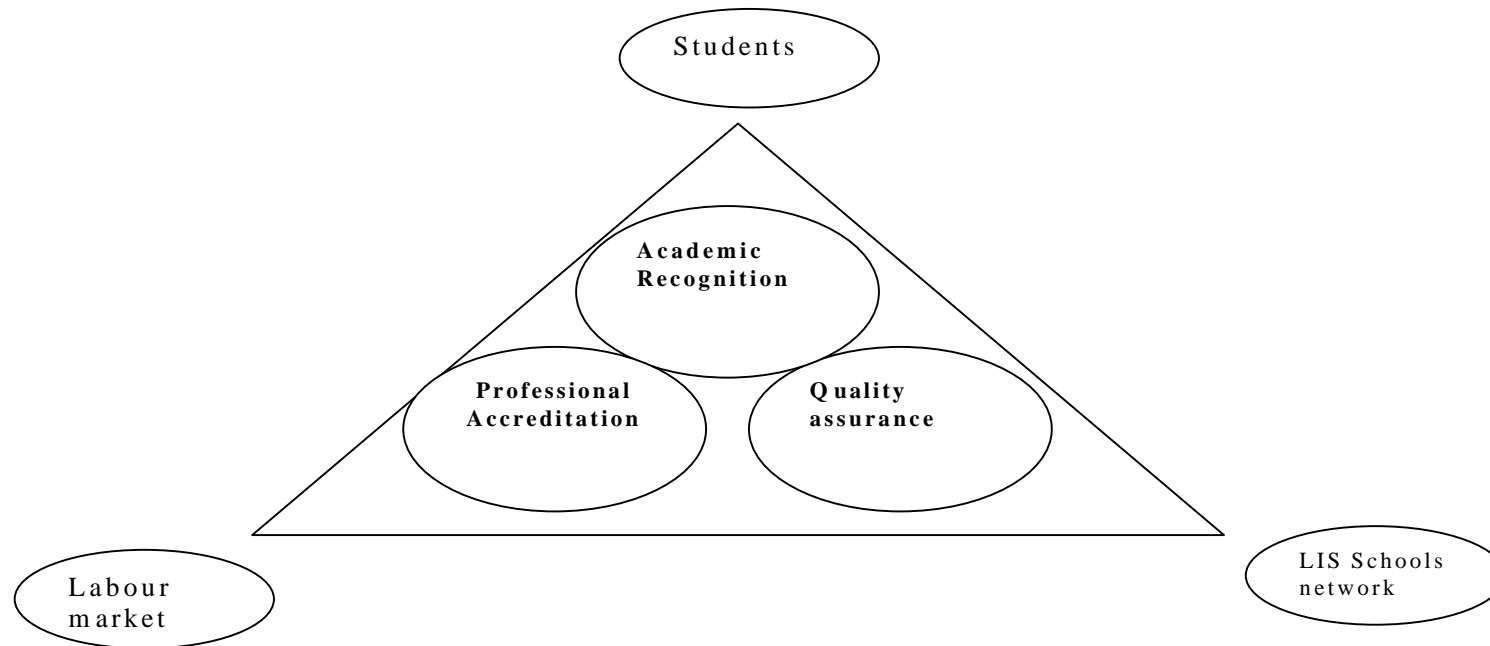 Students
Academic
Recognition
Professional
Accreditation
Quality
assurance
Labour
market
LIS Schools
network